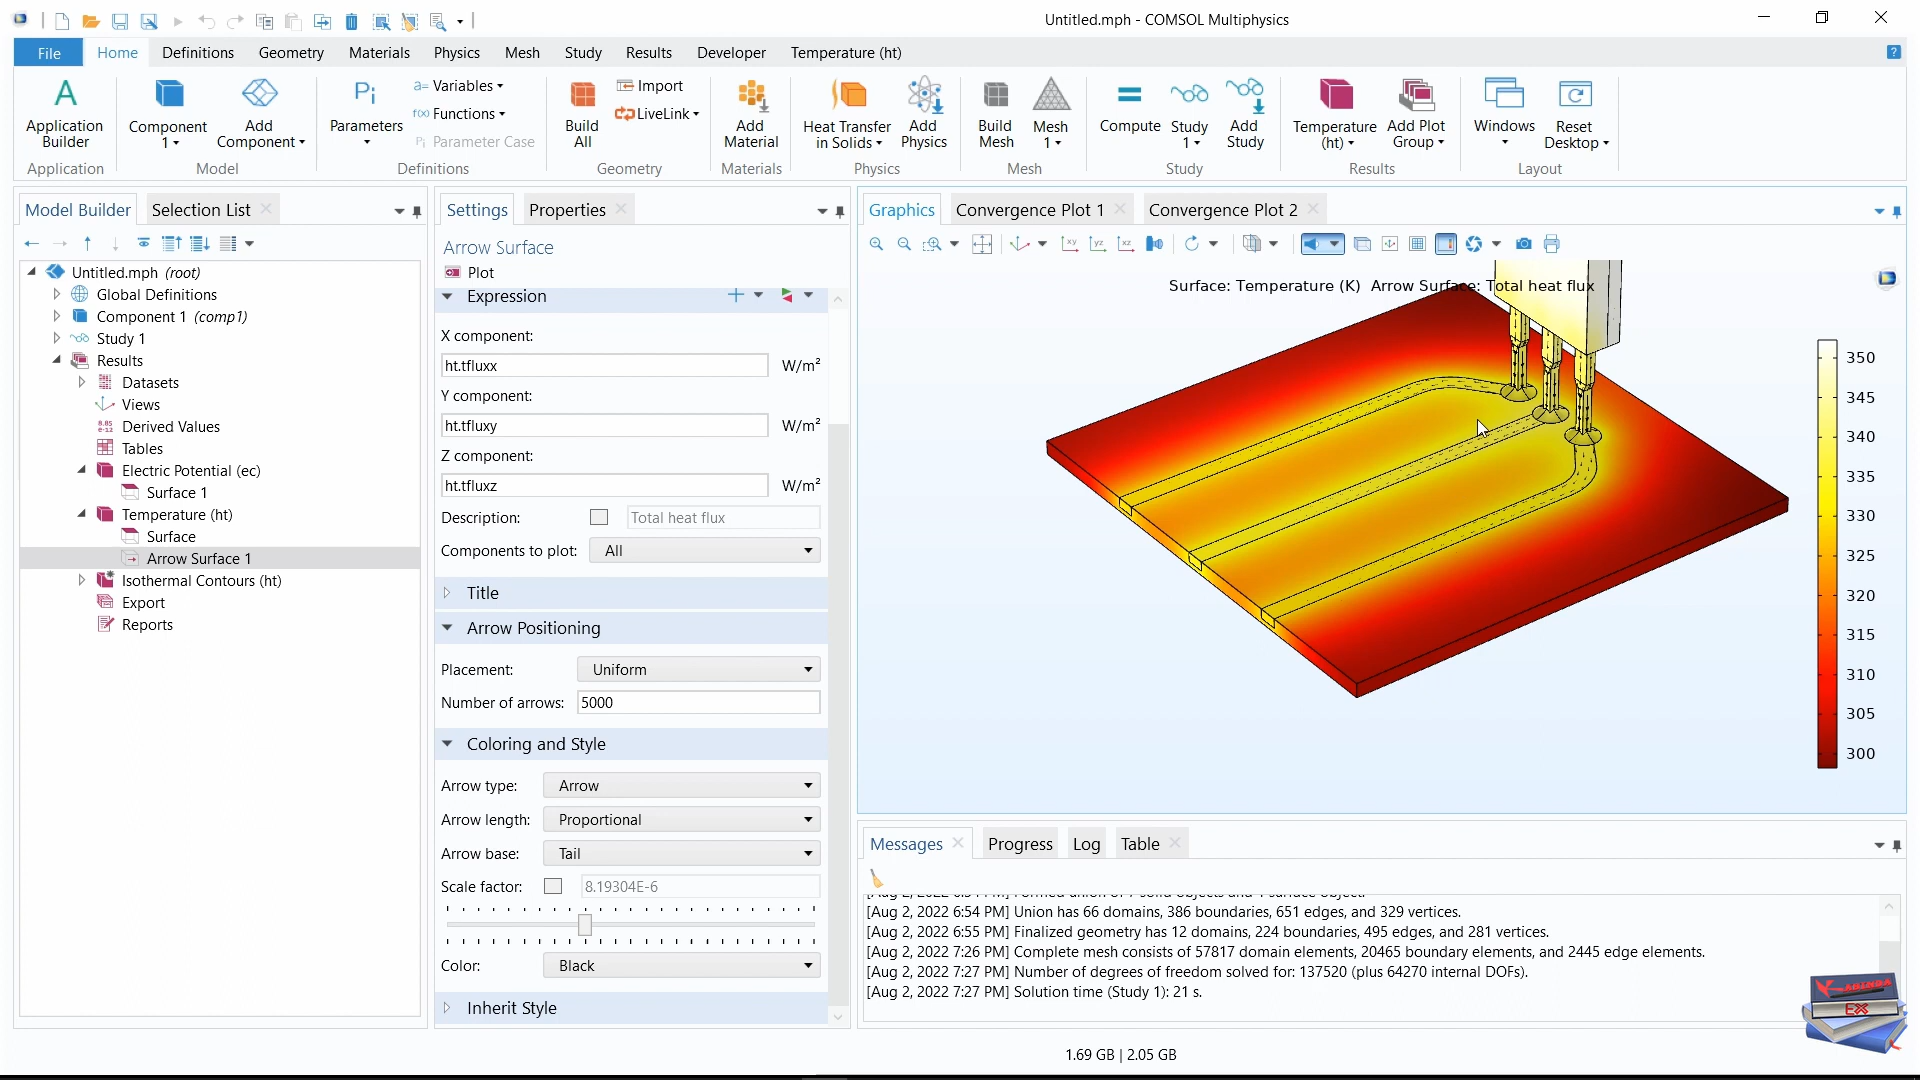 Untitled.mph - COMSOL Multiphysics
File Home Definitions Geometry Materials Physics Mesh Study Results Developer Temperature (ht)
Application Builder
Application
Component 1
Add Component
Model
Parameters
a= Variables
f(x) Functions
Pi Parameter Case
Definitions
Build All
Import
LiveLink
Geometry
Add Material
Materials
Heat Transfer in Solids
Add Physics
Physics
Build Mesh
Mesh 1
Mesh
Compute
Study 1
Add Study
Study
Temperature (ht)
Add Plot Group
Results
Windows
Reset Desktop
Layout
Model Builder
Selection List
Untitled.mph (root)
Global Definitions
Component 1 (comp1)
Study 1
Results
Datasets
Views
Derived Values
Tables
Electric Potential (ec)
Surface 1
Temperature (ht)
Surface
Arrow Surface 1
Isothermal Contours (ht)
Export
Reports
Settings
Properties
Arrow Surface
Plot
Expression
X component:
ht.tfluxx W/m²
Y component:
ht.tfluxy W/m²
Z component:
ht.tfluxz W/m²
Description: Total heat flux
Components to plot: All
Title
Arrow Positioning
Placement: Uniform
Number of arrows: 5000
Coloring and Style
Arrow type: Arrow
Arrow length: Proportional
Arrow base: Tail
Scale factor: 8.19304E-6
Color: Black
Inherit Style
Graphics
Convergence Plot 1
Convergence Plot 2
Surface: Temperature (K) Arrow Surface: Total heat flux
350
345
340
335
330
325
320
315
310
305
300
Messages
Progress
Log
Table
[Aug 2, 2022 6:54 PM] Union has 66 domains, 386 boundaries, 651 edges, and 329 vertices.
[Aug 2, 2022 6:55 PM] Finalized geometry has 12 domains, 224 boundaries, 495 edges, and 281 vertices.
[Aug 2, 2022 7:26 PM] Complete mesh consists of 57817 domain elements, 20465 boundary elements, and 2445 edge elements.
[Aug 2, 2022 7:27 PM] Number of degrees of freedom solved for: 137520 (plus 64270 internal DOFs).
[Aug 2, 2022 7:27 PM] Solution time (Study 1): 21 s.
EX
1.69 GB | 2.05 GB